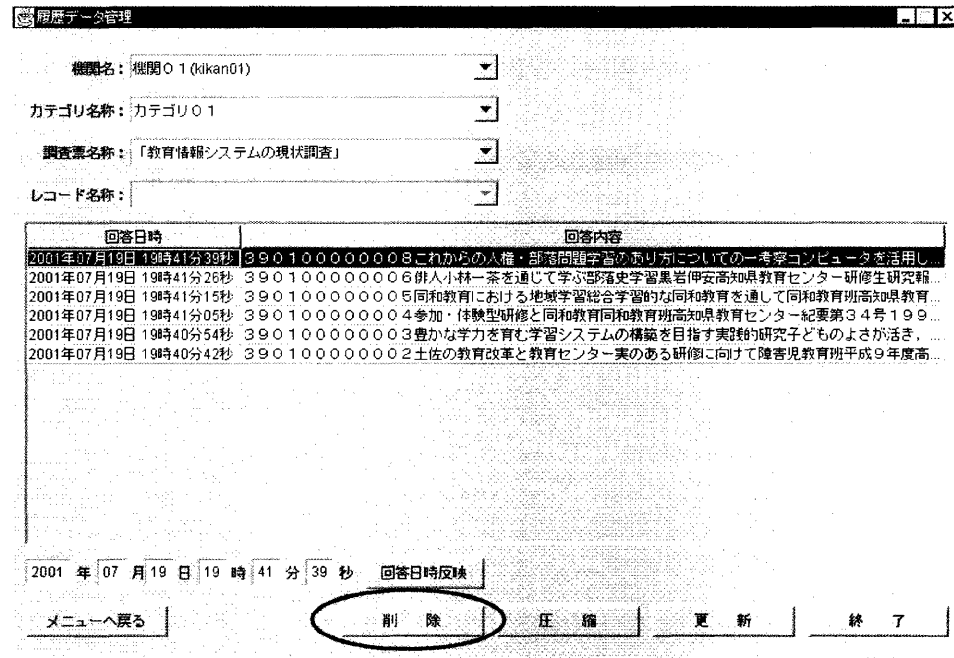 履歴データ管理
機関名： 機関０１(kikan01)
カテゴリ名称： カテゴリ０１
調査票名称： 「教育情報システムの現状調査」
レコード名称：
回答日時 回答内容
2001年07月19日 19時41分39秒 ３９０１００００００００８これからの人権・部落問題学習のあり方についての一考察コンピュータを活用し...
2001年07月19日 19時41分26秒 ３９０１００００００００６俳人小林一茶を通じて学ぶ部落史学習黒岩伸安高知県教育センター研修生研究報...
2001年07月19日 19時41分15秒 ３９０１００００００００５同和教育における地域学習総合学習的な同和教育を通して同和教育班高知県教育...
2001年07月19日 19時41分05秒 ３９０１００００００００４参加・体験型研修と同和教育同和教育班高知県教育センター紀要第３４号１９９...
2001年07月19日 19時40分54秒 ３９０１００００００００３豊かな学力を育む学習システムの構築を目指す実践的研究子どものよさが活き，...
2001年07月19日 19時40分42秒 ３９０１００００００００２土佐の教育改革と教育センター実のある研修に向けて障害児教育班平成９年度高...
2001 年 07 月 19 日 19 時 41 分 39 秒 回答日時反映
メニューへ戻る 削 除 圧 縮 更 新 終 了